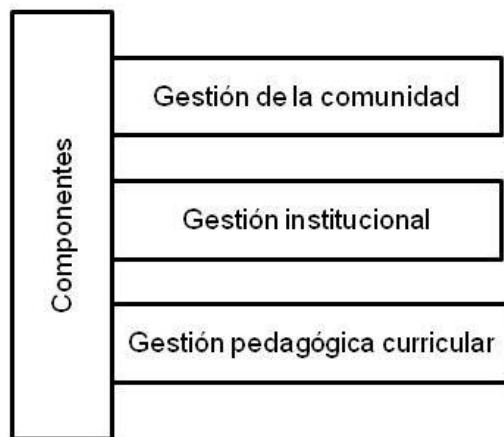 Componentes
Gestión de la comunidad
Gestión institucional
Gestión pedagógica curricular